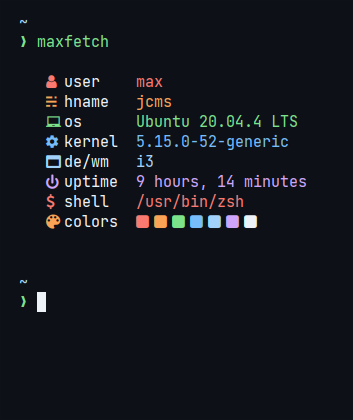 ~
❯ maxfetch
user max
hname jcms
os Ubuntu 20.04.4 LTS
kernel 5.15.0-52-generic
de/wm i3
uptime 9 hours, 14 minutes
$ shell /usr/bin/zsh
colors
~
❯